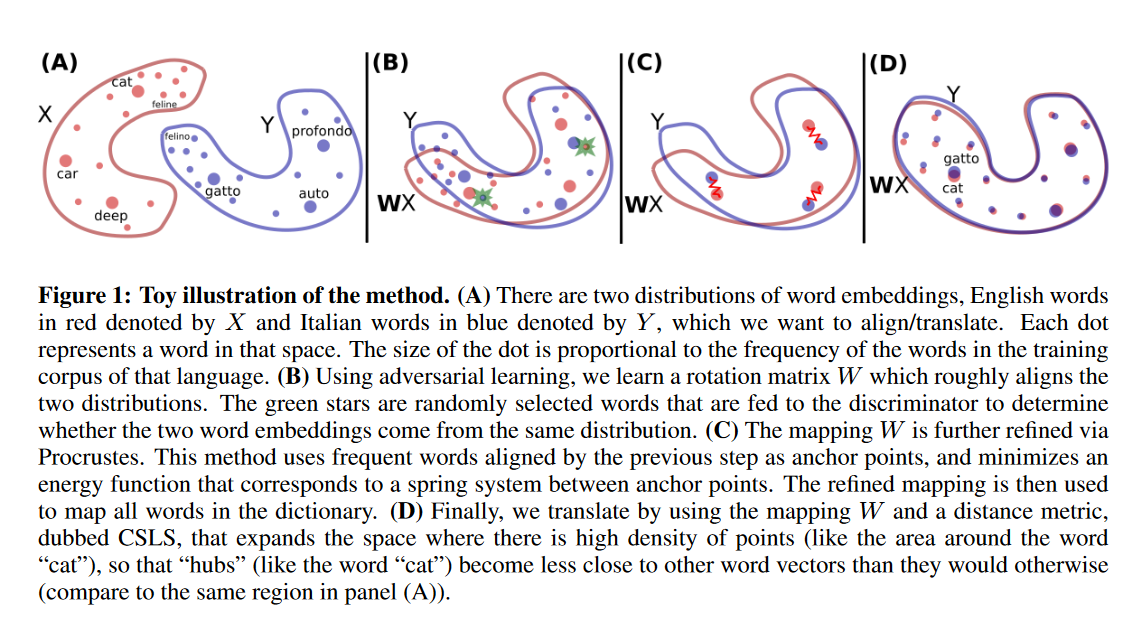 (A)
X
cat
feline
car
deep
Y
felino
gatto
profondo
auto
(B)
Y
WX
(C)
Y
WX
(D)
Y
gatto
cat
WX
Figure 1: Toy illustration of the method. (A) There are two distributions of word embeddings, English words
in red denoted by X and Italian words in blue denoted by Y, which we want to align/translate. Each dot
represents a word in that space. The size of the dot is proportional to the frequency of the words in the training
corpus of that language. (B) Using adversarial learning, we learn a rotation matrix W which roughly aligns the
two distributions. The green stars are randomly selected words that are fed to the discriminator to determine
whether the two word embeddings come from the same distribution. (C) The mapping W is further refined via
Procrustes. This method uses frequent words aligned by the previous step as anchor points, and minimizes an
energy function that corresponds to a spring system between anchor points. The refined mapping is then used
to map all words in the dictionary. (D) Finally, we translate by using the mapping W and a distance metric,
dubbed CSLS, that expands the space where there is high density of points (like the area around the word
“cat”), so that “hubs” (like the word “cat”) become less close to other word vectors than they would otherwise
(compare to the same region in panel (A)).